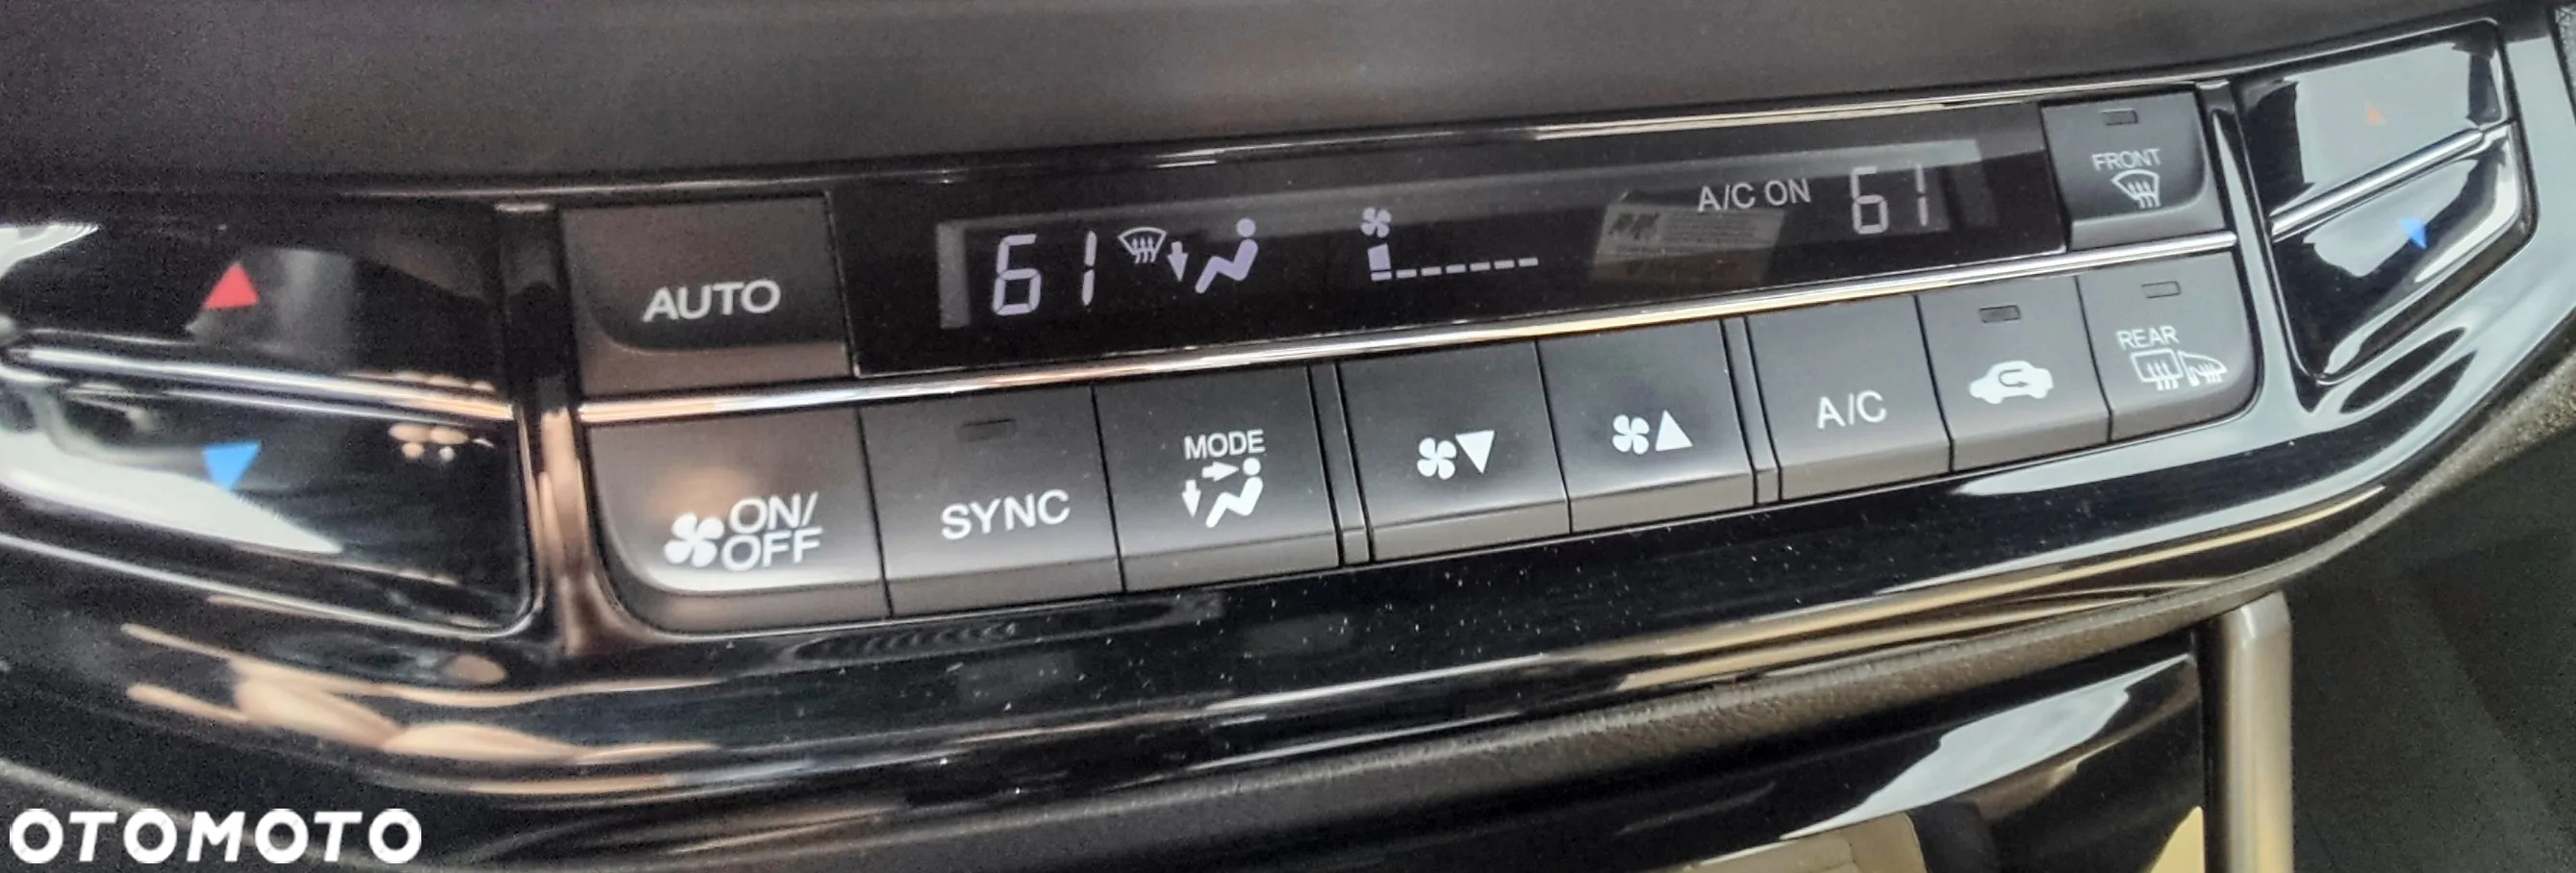 61
A/C ON 61
FRONT
AUTO
ON/
OFF
SYNC
MODE
A/C
REAR
OTOMOTO